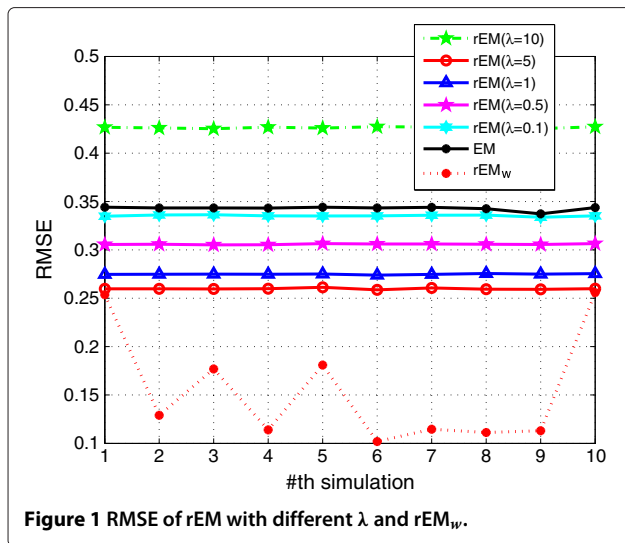 0.5
0.45
0.4
0.35
0.3
0.25
0.2
0.15
0.1
RMSE
1 2 3 4 5 6 7 8 9 10
#th simulation
rEM(λ=10)
rEM(λ=5)
rEM(λ=1)
rEM(λ=0.5)
rEM(λ=0.1)
EM
rEMw
Figure 1 RMSE of rEM with different λ and rEMw.